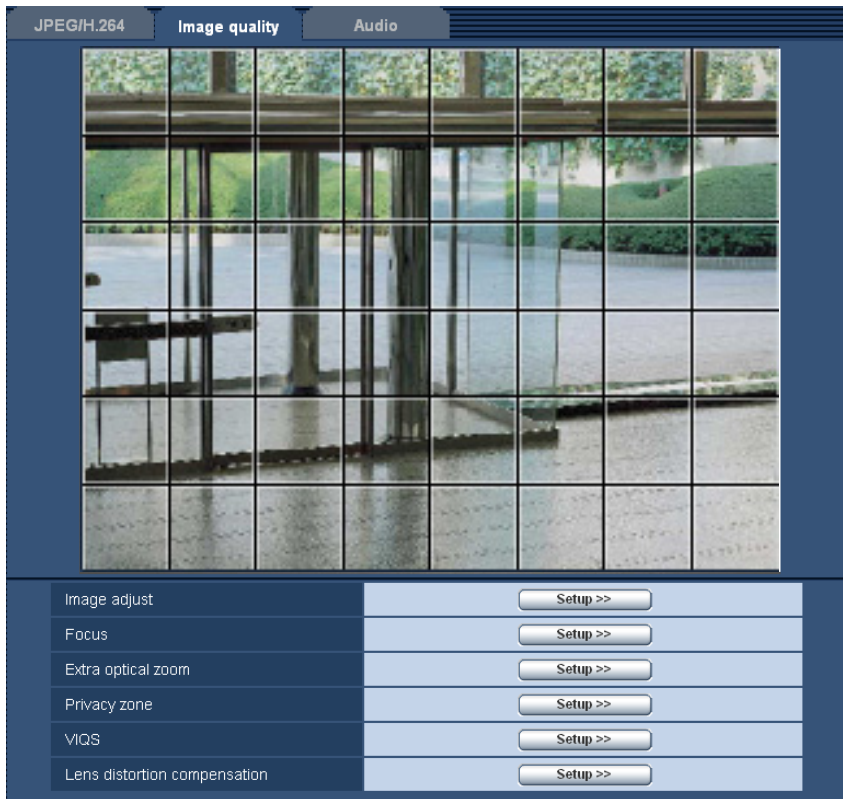 JPEG/H.264 Image quality Audio
Image adjust Setup >>
Focus Setup >>
Extra optical zoom Setup >>
Privacy zone Setup >>
VIQS Setup >>
Lens distortion compensation Setup >>